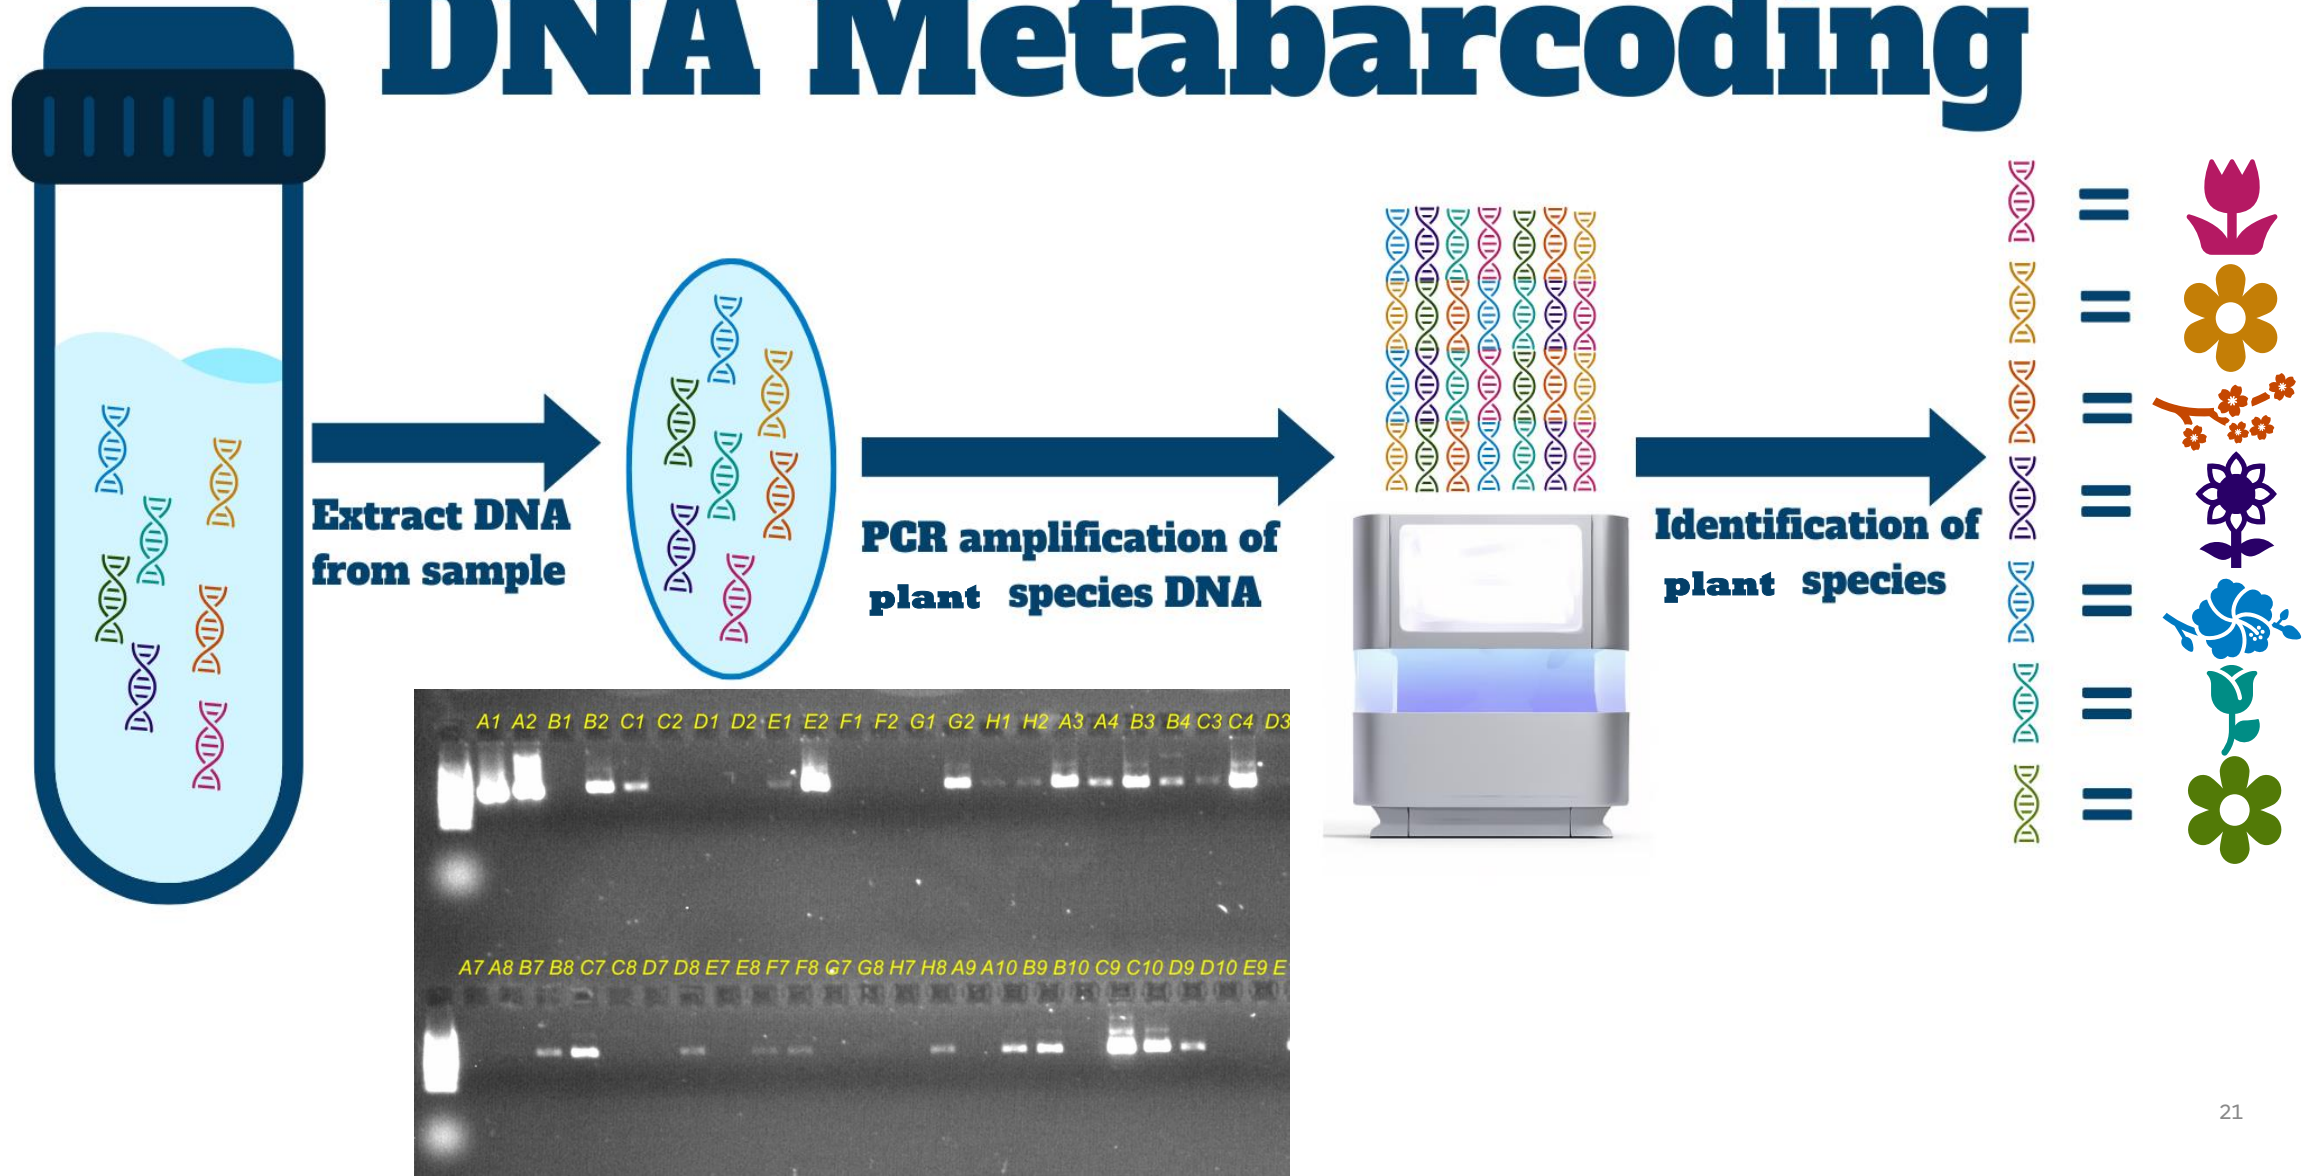 DNA Metabarcoding
Extract DNA
from sample
PCR amplification of
plant species DNA
Identification of
plant species
A1 A2 B1 B2 C1 C2 D1 D2 E1 E2 F1 F2 G1 G2 H1 H2 A3 A4 B3 B4 C3 C4 D3
A7 A8 B7 B8 C7 C8 D7 D8 E7 E8 F7 F8 G7 G8 H7 H8 A9 A10 B9 B10 C9 C10 D9 D10 E9 E
21